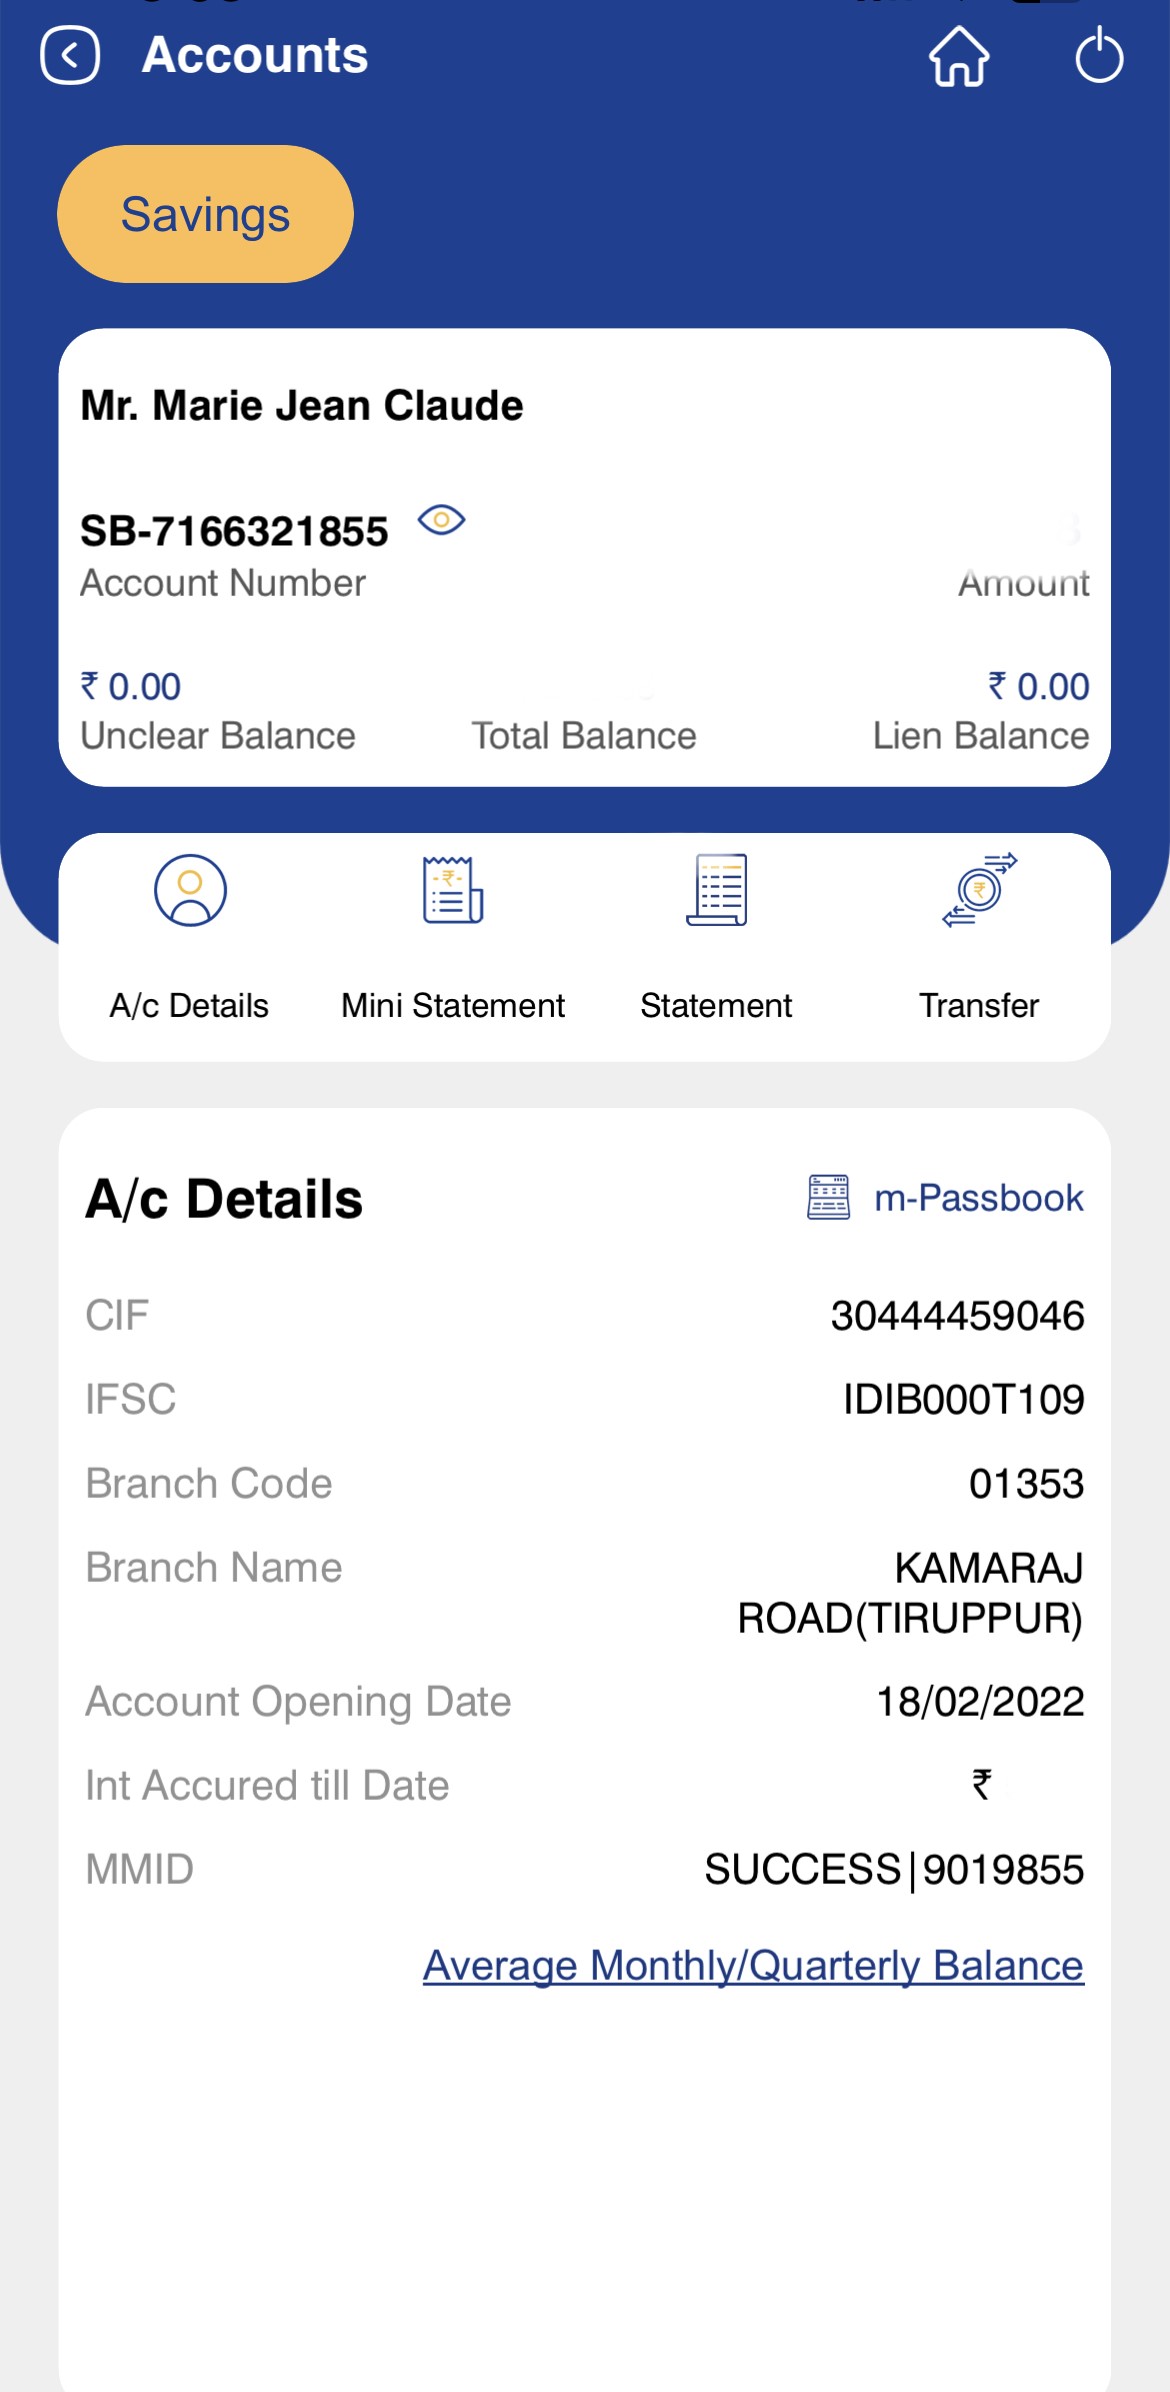 Accounts
Savings
Mr. Marie Jean Claude
SB-7166321855
Account Number Amount
₹ 0.00 ₹ 0.00
Unclear Balance Total Balance Lien Balance
A/c Details Mini Statement Statement Transfer
A/c Details m-Passbook
CIF 30444459046
IFSC IDIB000T109
Branch Code 01353
Branch Name KAMARAJ
ROAD(TIRUPPUR)
Account Opening Date 18/02/2022
Int Accured till Date ₹
MMID SUCCESS|9019855
Average Monthly/Quarterly Balance